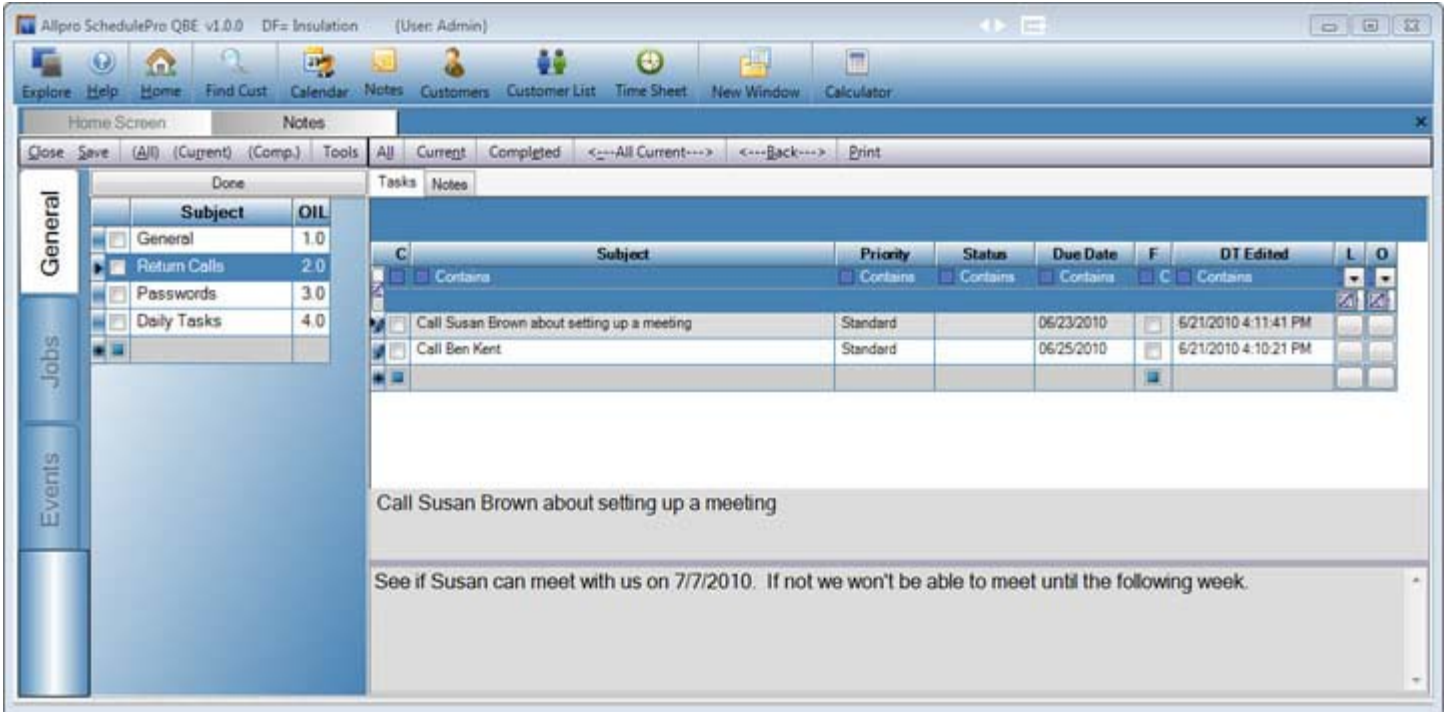 Allpro SchedulePro QBE v1.0.0 DF= Insulation (User: Admin)
Explore Help Home Find Cust Calendar Notes Customers Customer List Time Sheet New Window Calculator
Home Screen Notes x
Close Save (All) (Current) (Comp.) Tools All Current Completed <---All Current---> <---Back---> Print
General
Jobs
Events
Done
Subject OIL
General 1.0
Return Calls 2.0
Passwords 3.0
Daily Tasks 4.0
Tasks Notes
C Subject Priority Status Due Date F DT Edited L O
Contains Contains Contains Contains C Contains
Call Susan Brown about setting up a meeting Standard 06/23/2010 6/21/2010 4:11:41 PM
Call Ben Kent Standard 06/25/2010 6/21/2010 4:10:21 PM
Call Susan Brown about setting up a meeting
See if Susan can meet with us on 7/7/2010. If not we won't be able to meet until the following week.